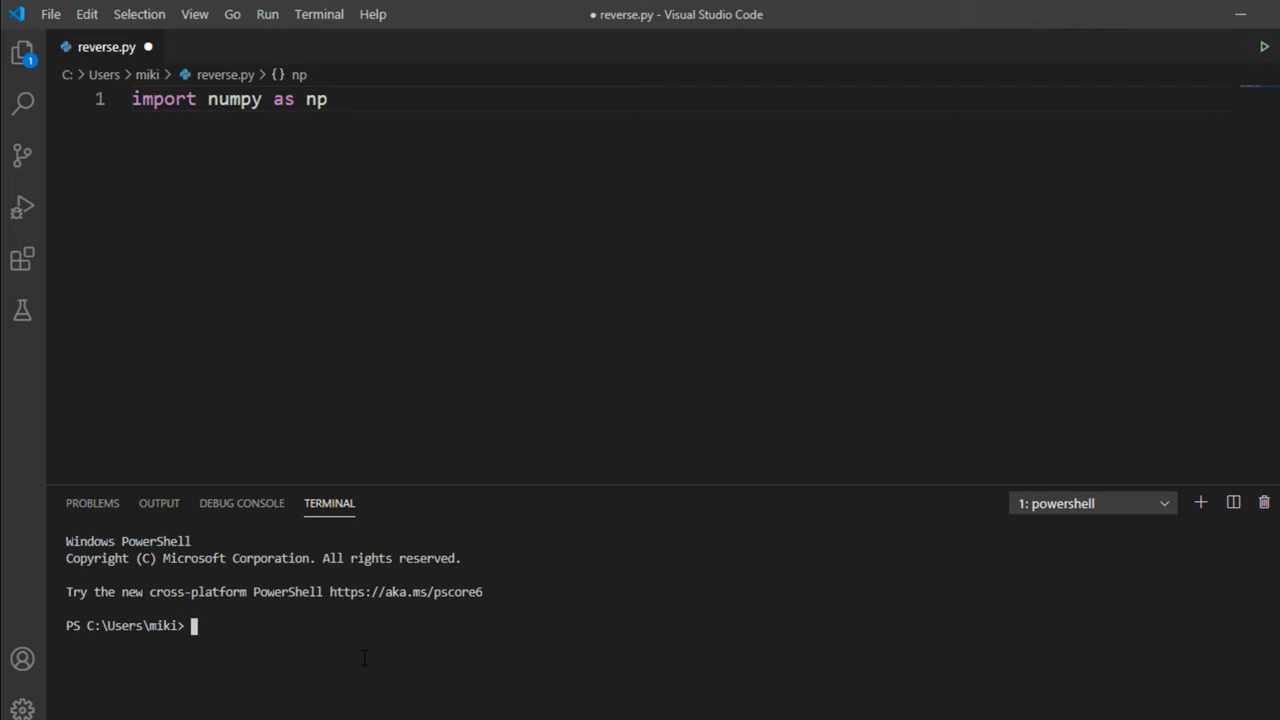 File Edit Selection View Go Run Terminal Help ● reverse.py - Visual Studio Code
reverse.py
1
C: > Users > miki > reverse.py > {} np
1 import numpy as np
PROBLEMS OUTPUT DEBUG CONSOLE TERMINAL 1: powershell
Windows PowerShell
Copyright (C) Microsoft Corporation. All rights reserved.
Try the new cross-platform PowerShell https://aka.ms/pscore6
PS C:\Users\miki>